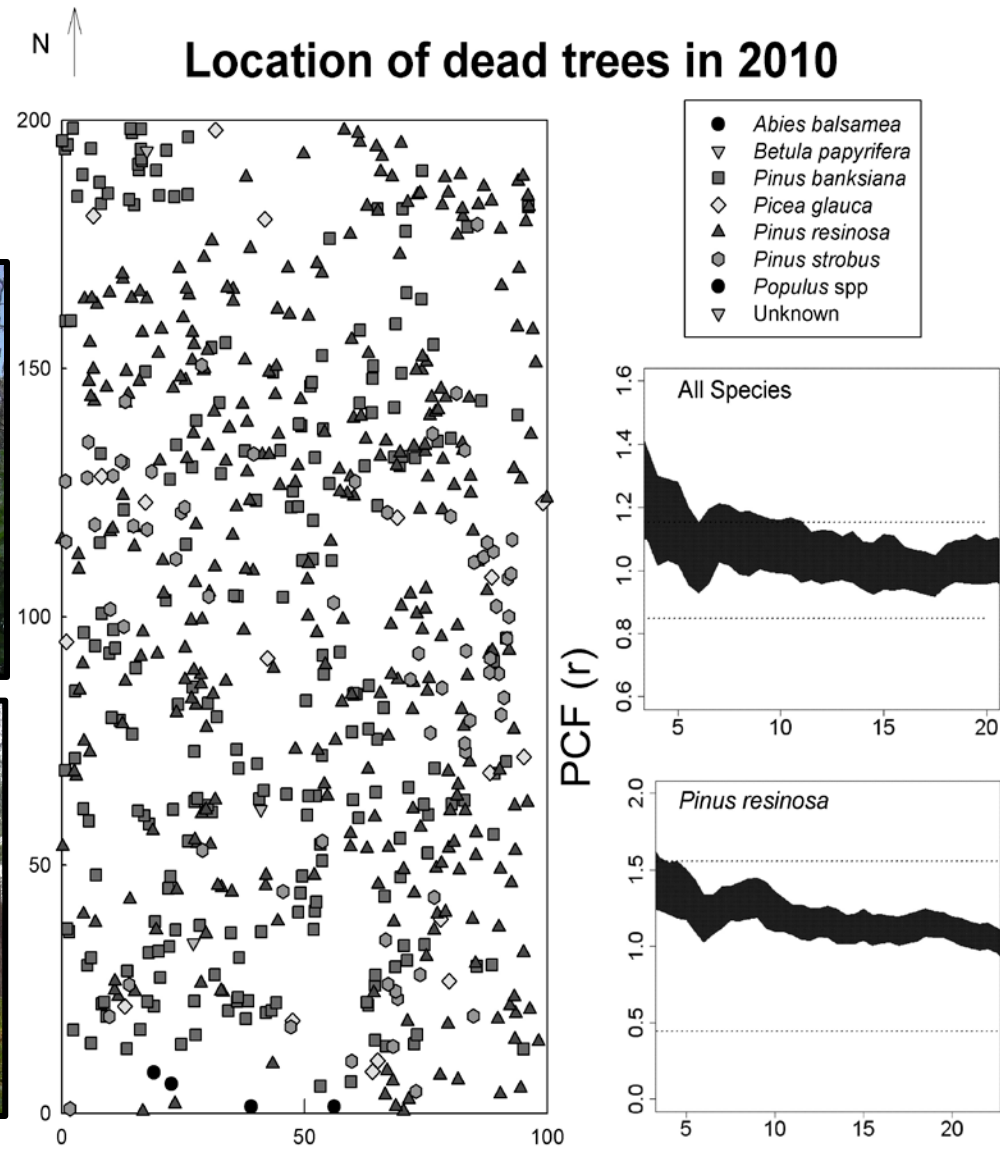 N
Location of dead trees in 2010
200
150
100
50
0
0 50 100
Abies balsamea
Betula papyrifera
Pinus banksiana
Picea glauca
Pinus resinosa
Pinus strobus
Populus spp
Unknown
PCF (r)
All Species
1.6
1.4
1.2
1.0
0.8
0.6
5 10 15 20
Pinus resinosa
2.0
1.5
1.0
0.5
0.0
5 10 15 20